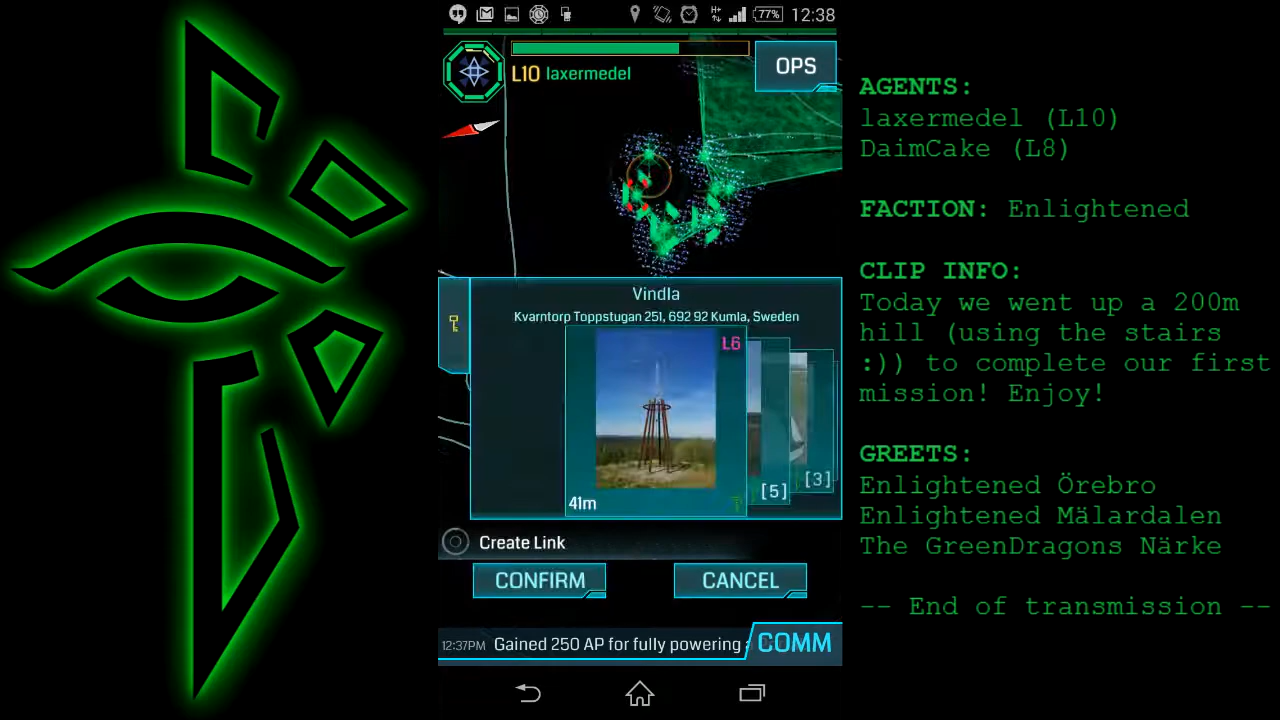 77% 12:38
L10 laxermedel
OPS
Vindla
Kvarntorp Toppstugan 251, 692 92 Kumla, Sweden
L6
41m
[5]
[3]
Create Link
CONFIRM
CANCEL
12:37PM Gained 250 AP for fully powering
COMM
AGENTS:
laxermedel (L10)
DaimCake (L8)
FACTION: Enlightened
CLIP INFO:
Today we went up a 200m
hill (using the stairs
:)) to complete our first
mission! Enjoy!
GREETS:
Enlightened Örebro
Enlightened Mälardalen
The GreenDragons Närke
-- End of transmission --